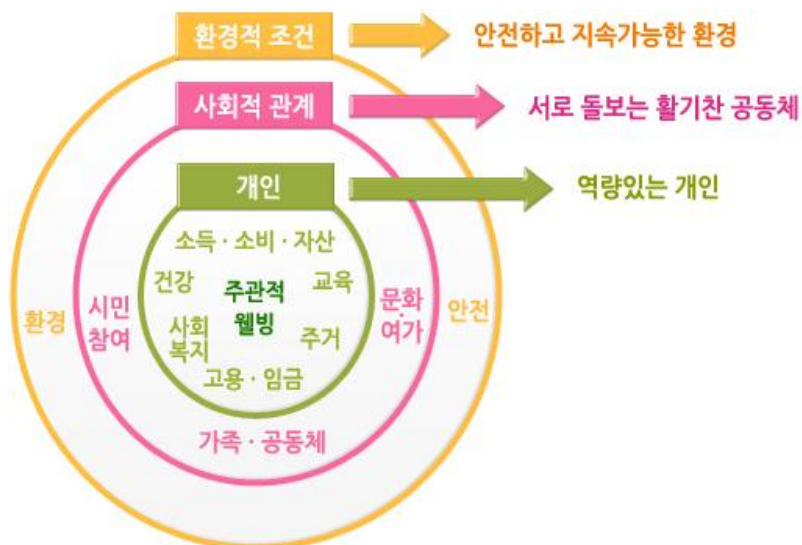 환경적 조건
안전하고 지속가능한 환경
사회적 관계
서로 돌보는 활기찬 공동체
개인
역량있는 개인
소득 · 소비 · 자산
건강
주관적
웰빙
교육
사회
복지
주거
고용 · 임금
시민
참여
문화
·
여가
가족 · 공동체
환경
안전